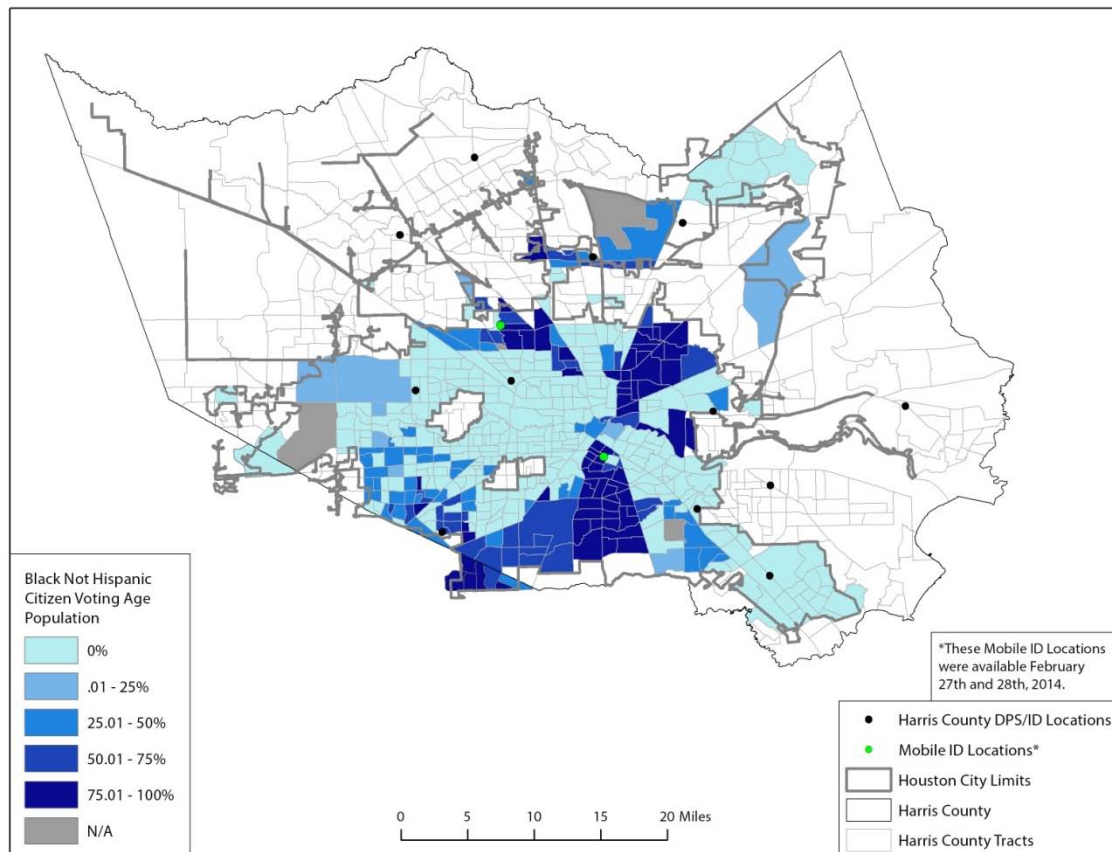 Black Not Hispanic
Citizen Voting Age
Population
0%
.01 - 25%
25.01 - 50%
50.01 - 75%
75.01 - 100%
N/A
0 5 10 15 20 Miles
*These Mobile ID Locations
were available February
27th and 28th, 2014.
Harris County DPS/ID Locations
Mobile ID Locations*
Houston City Limits
Harris County
Harris County Tracts